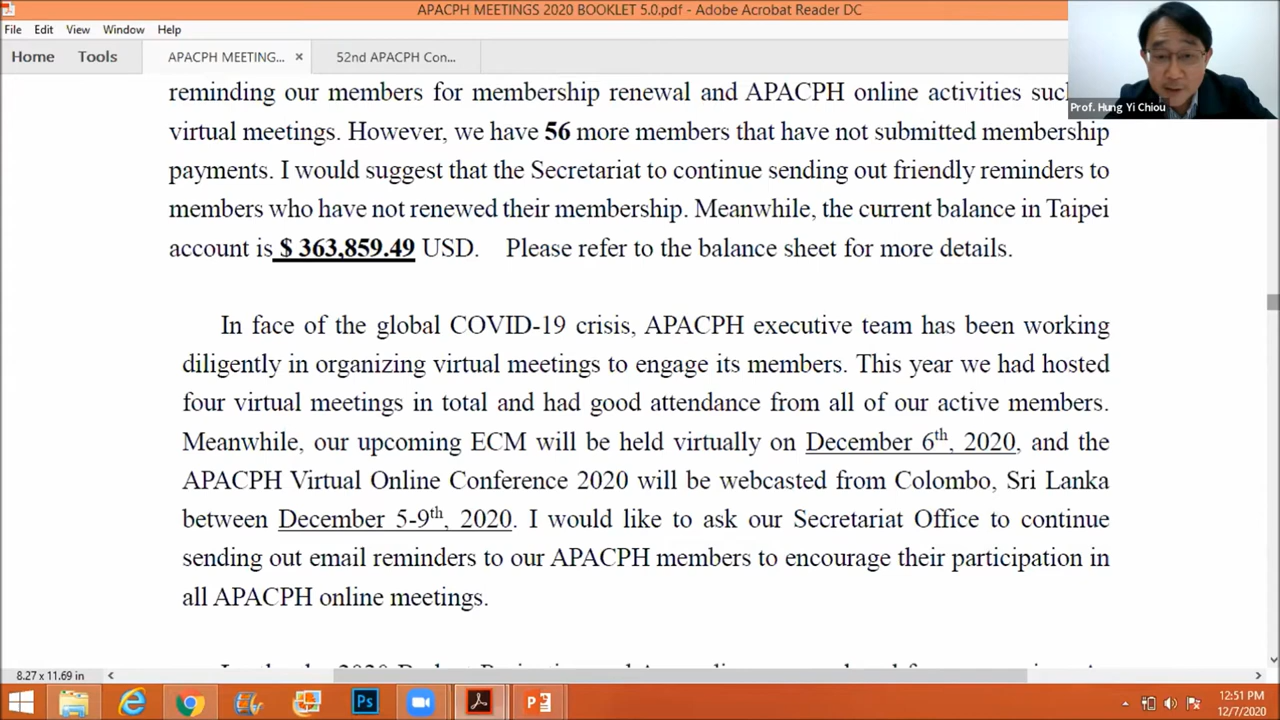 APACPH MEETINGS 2020 BOOKLET 5.0.pdf - Adobe Acrobat Reader DC
File Edit View Window Help
Home Tools APACPH MEETING... × 52nd APACPH Con...
Prof. Hung Yi Chiou
reminding our members for membership renewal and APACPH online activities such
virtual meetings. However, we have 56 more members that have not submitted membership
payments. I would suggest that the Secretariat to continue sending out friendly reminders to
members who have not renewed their membership. Meanwhile, the current balance in Taipei
account is $ 363,859.49 USD. Please refer to the balance sheet for more details.
In face of the global COVID-19 crisis, APACPH executive team has been working
diligently in organizing virtual meetings to engage its members. This year we had hosted
four virtual meetings in total and had good attendance from all of our active members.
Meanwhile, our upcoming ECM will be held virtually on December 6th, 2020, and the
APACPH Virtual Online Conference 2020 will be webcasted from Colombo, Sri Lanka
between December 5-9th, 2020. I would like to ask our Secretariat Office to continue
sending out email reminders to our APACPH members to encourage their participation in
all APACPH online meetings.
8.27 x 11.69 in
Ps
12:51 PM
12/7/2020